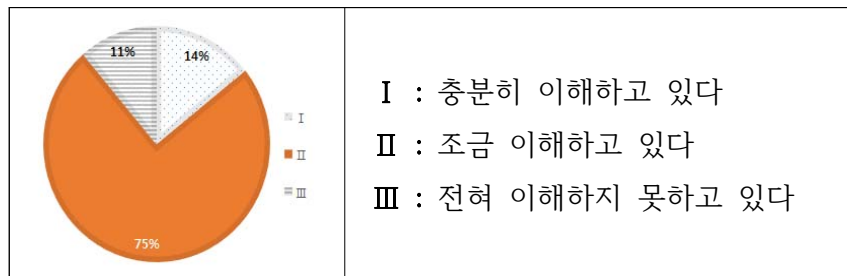 11%
14%
75%
Ⅰ
Ⅱ
Ⅲ
Ⅰ : 충분히 이해하고 있다
Ⅱ : 조금 이해하고 있다
Ⅲ : 전혀 이해하지 못하고 있다